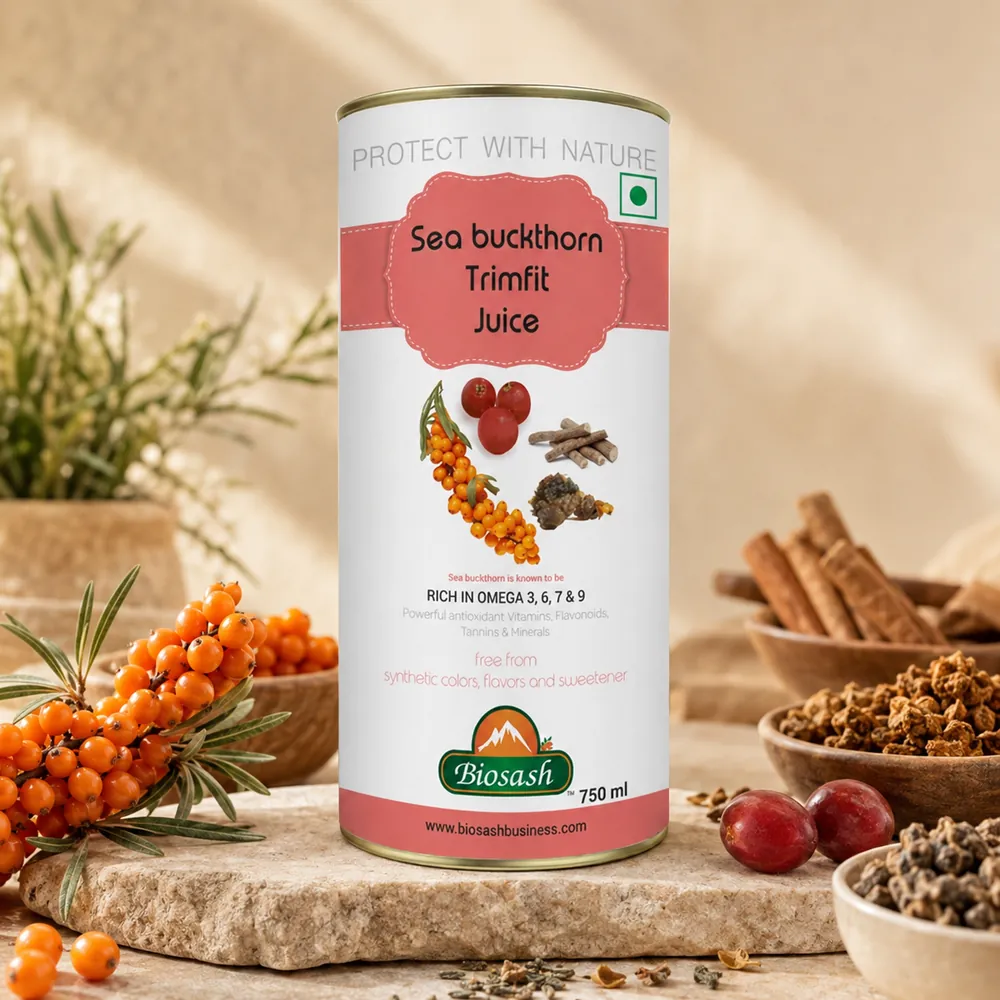 PROTECT WITH NATURE
Sea buckthorn
Trimfit
Juice
Sea buckthorn is known to be
RICH IN OMEGA 3, 6, 7 & 9
Powerful antioxidant Vitamins, Flavonoids,
Tannins & Minerals
free from
synthetic colors, flavors and sweetener
Biosash
™ 750 ml
www.biosashbusiness.com